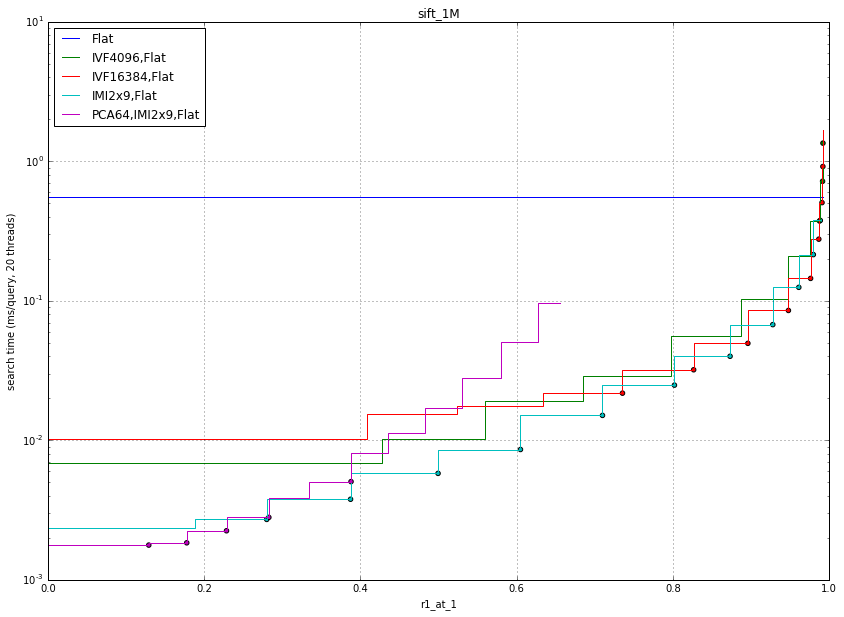 sift_1M
Flat
IVF4096,Flat
IVF16384,Flat
IMI2x9,Flat
PCA64,IMI2x9,Flat
search time (ms/query, 20 threads)
10^1
10^0
10^-1
10^-2
10^-3
0.0 0.2 0.4 0.6 0.8 1.0
r1_at_1